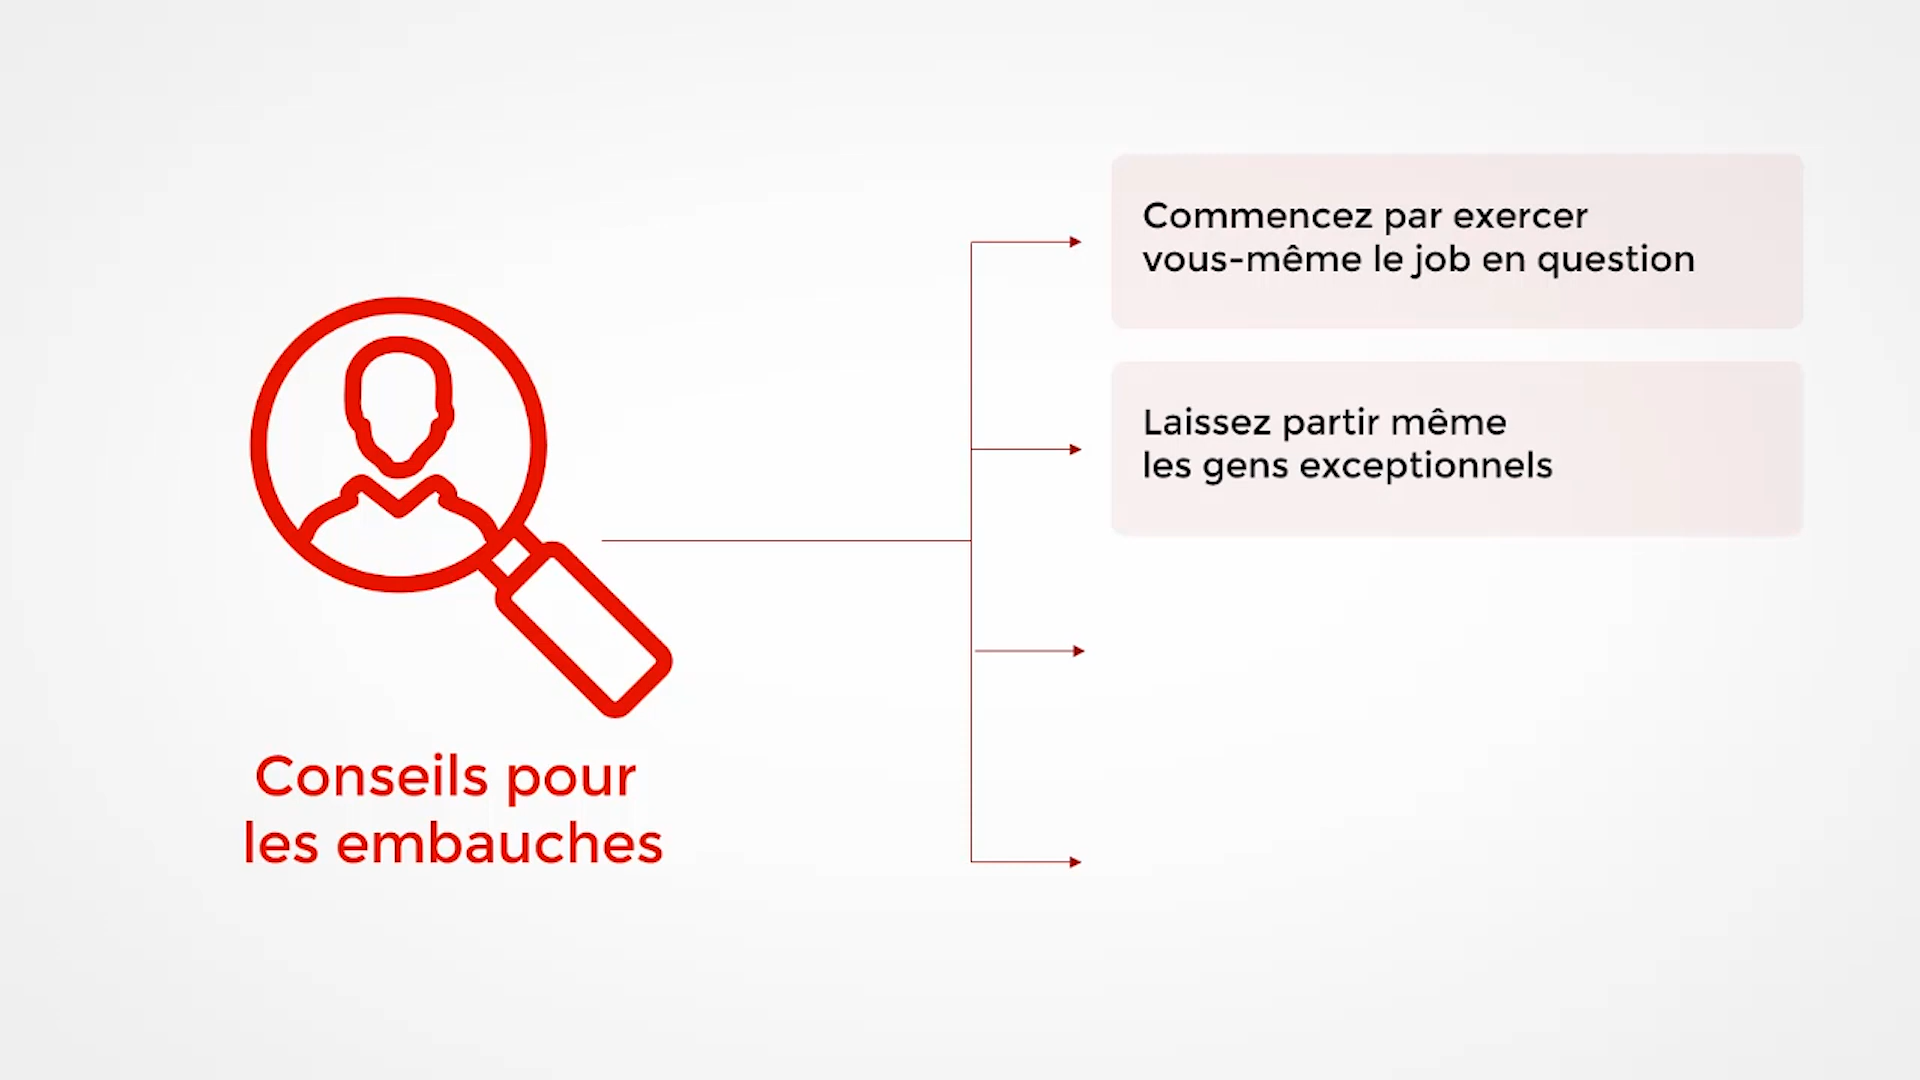 Commencez par exercer
vous-même le job en question
Laissez partir même
les gens exceptionnels
Conseils pour
les embauches